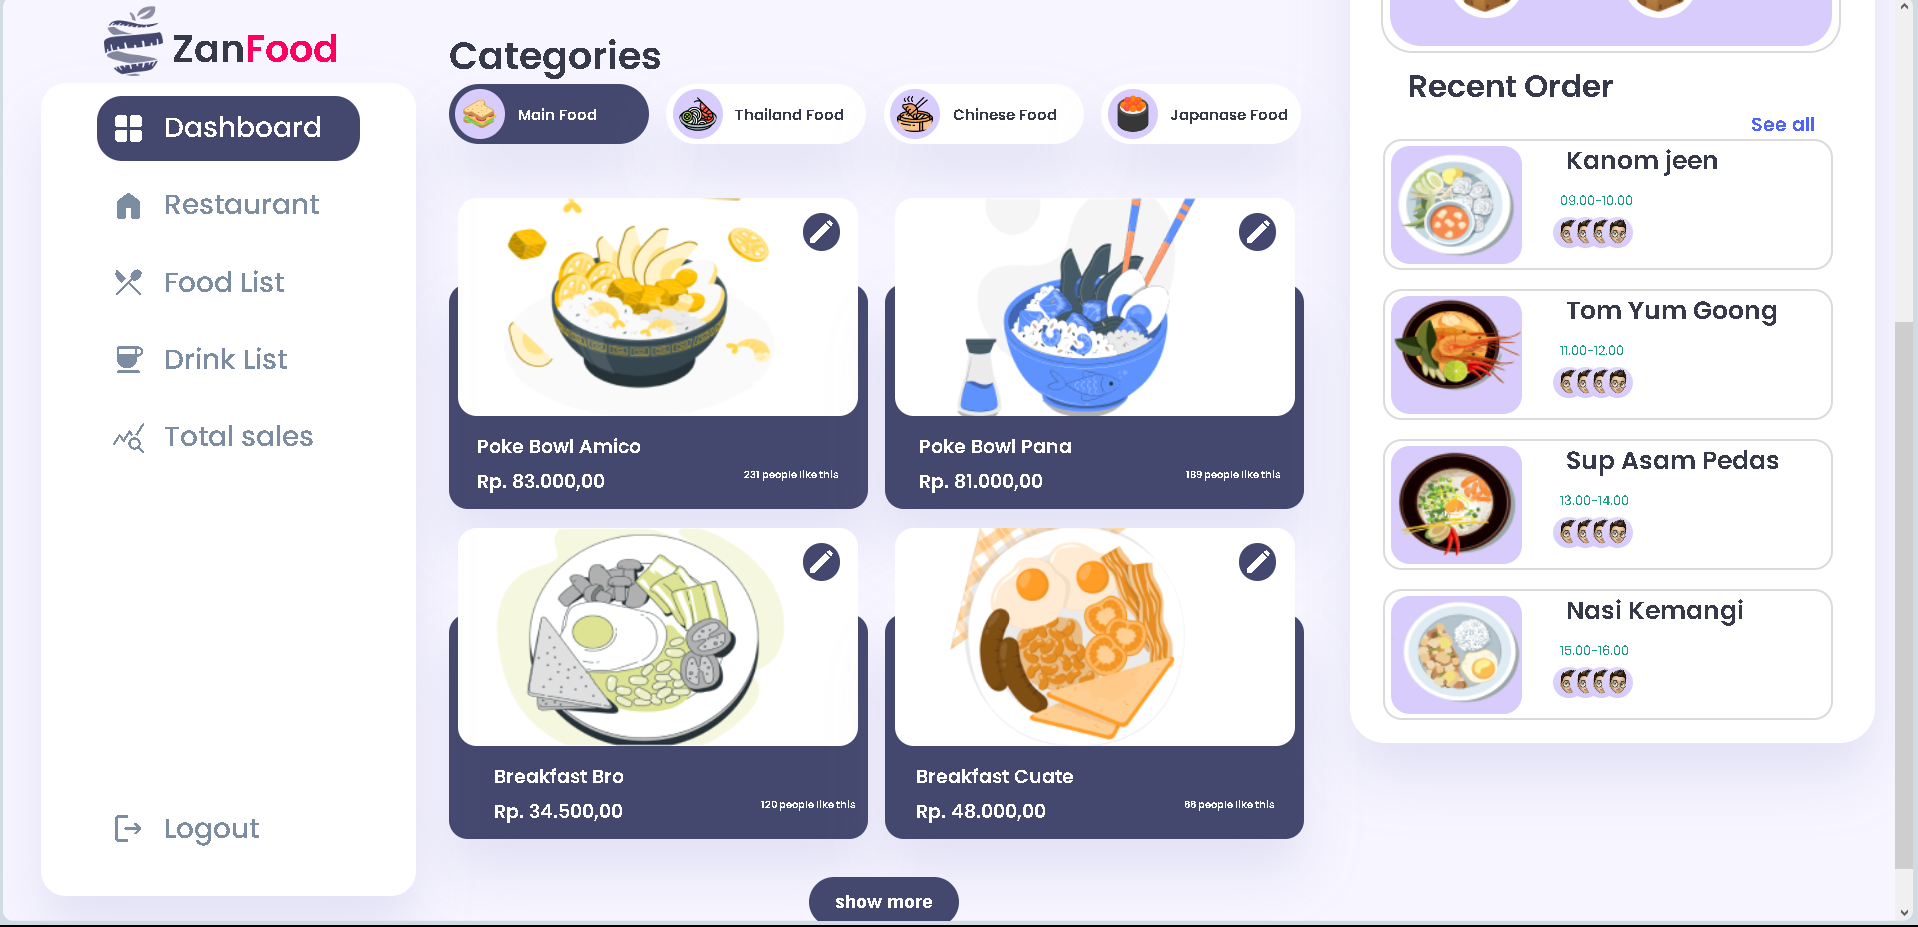 ZanFood
Dashboard
Restaurant
Food List
Drink List
Total sales
Logout
Categories
Main Food
Thailand Food
Chinese Food
Japanase Food
Poke Bowl Amico
Rp. 83.000,00
231 people like this
Poke Bowl Pana
Rp. 81.000,00
189 people like this
Breakfast Bro
Rp. 34.500,00
120 people like this
Breakfast Cuate
Rp. 48.000,00
88 people like this
show more
Recent Order
See all
Kanom jeen
09.00-10.00
Tom Yum Goong
11.00-12.00
Sup Asam Pedas
13.00-14.00
Nasi Kemangi
15.00-16.00